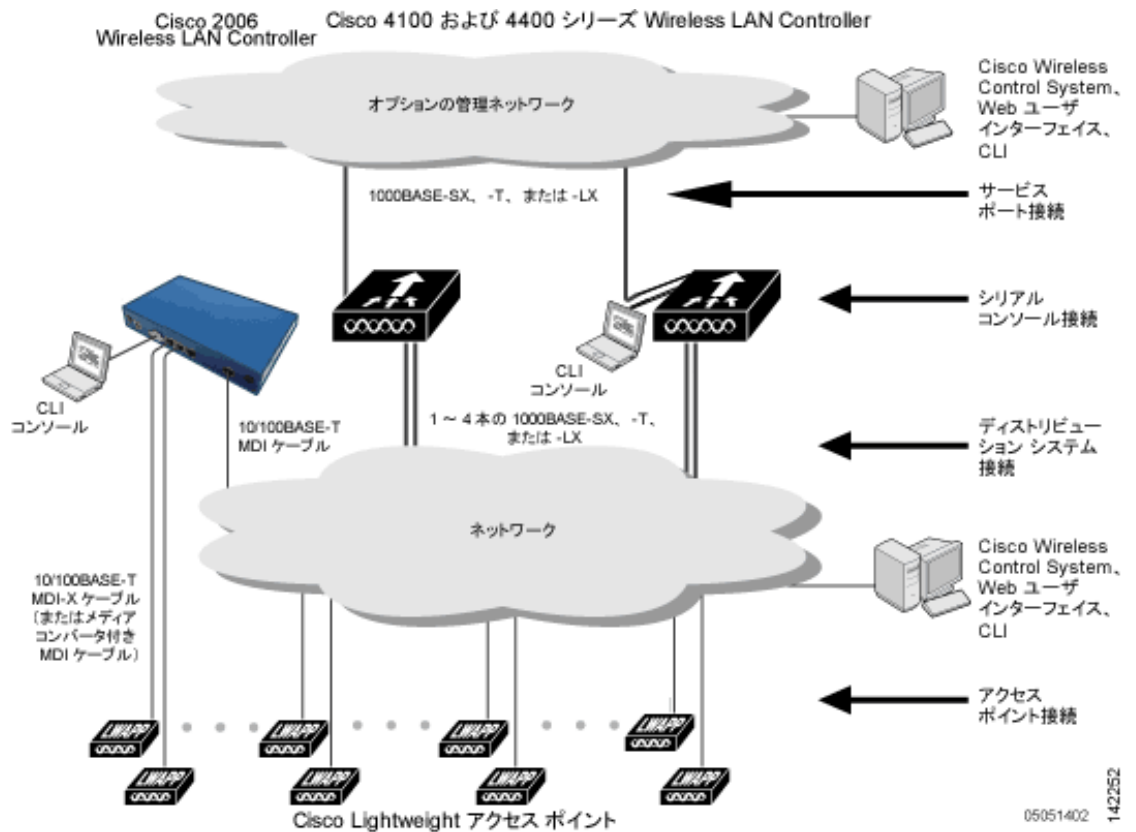 Cisco 2006
Wireless LAN Controller
Cisco 4100 および 4400 シリーズ Wireless LAN Controller
オプションの管理ネットワーク
Cisco Wireless
Control System、
Web ユーザ
インターフェイス、
CLI
1000BASE-SX、 -T、 または -LX
サービス
ポート接続
シリアル
コンソール接続
CLI
コンソール
CLI
コンソール
10/100BASE-T
MDI ケーブル
1 ～ 4 本の 1000BASE-SX、 -T、
または -LX
ディストリビュー
ション システム
接続
ネットワーク
Cisco Wireless
Control System、
Web ユーザ
インターフェイス、
CLI
10/100BASE-T
MDI-X ケーブル
（またはメディア
コンバータ付き
MDI ケーブル）
アクセス
ポイント接続
LWAPP
LWAPP
LWAPP
LWAPP
LWAPP
LWAPP
LWAPP
LWAPP
Cisco Lightweight アクセス ポイント
05051402
142252